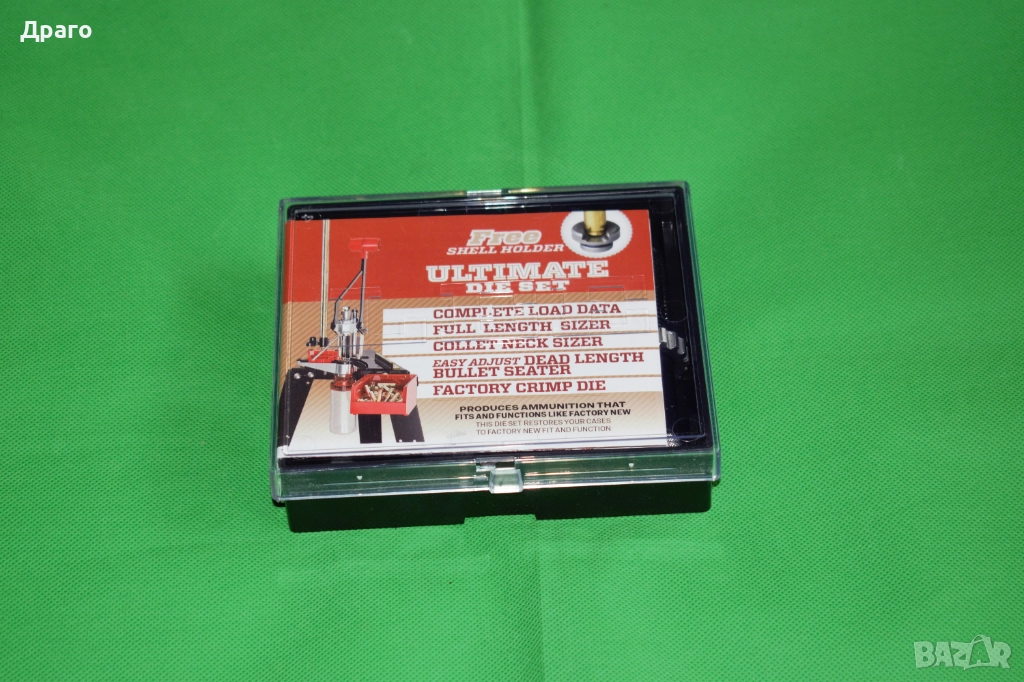 Драго
Free
SHELL HOLDER
ULTIMATE
DIE SET
COMPLETE LOAD DATA
FULL LENGTH SIZER
COLLET NECK SIZER
EASY ADJUST DEAD LENGTH
BULLET SEATER
FACTORY CRIMP DIE
PRODUCES AMMUNITION THAT
FITS AND FUNCTIONS LIKE FACTORY NEW
THIS DIE SET RESTORES YOUR CASES
TO FACTORY NEW FIT AND FUNCTION
BAZAR